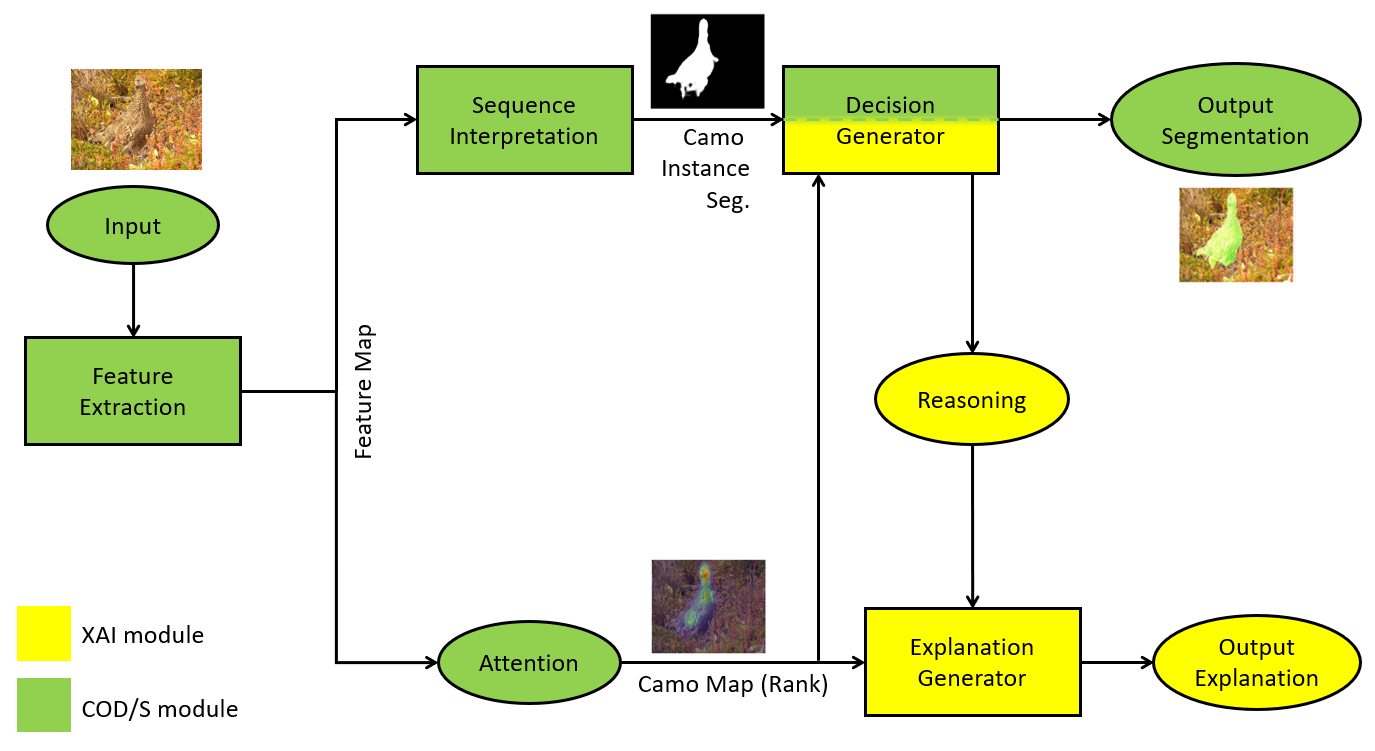 Input
Feature
Extraction
Feature Map
Sequence
Interpretation
Camo
Instance
Seg.
Decision
Generator
Output
Segmentation
Reasoning
Attention
Camo Map (Rank)
Explanation
Generator
Output
Explanation
XAI module
COD/S module